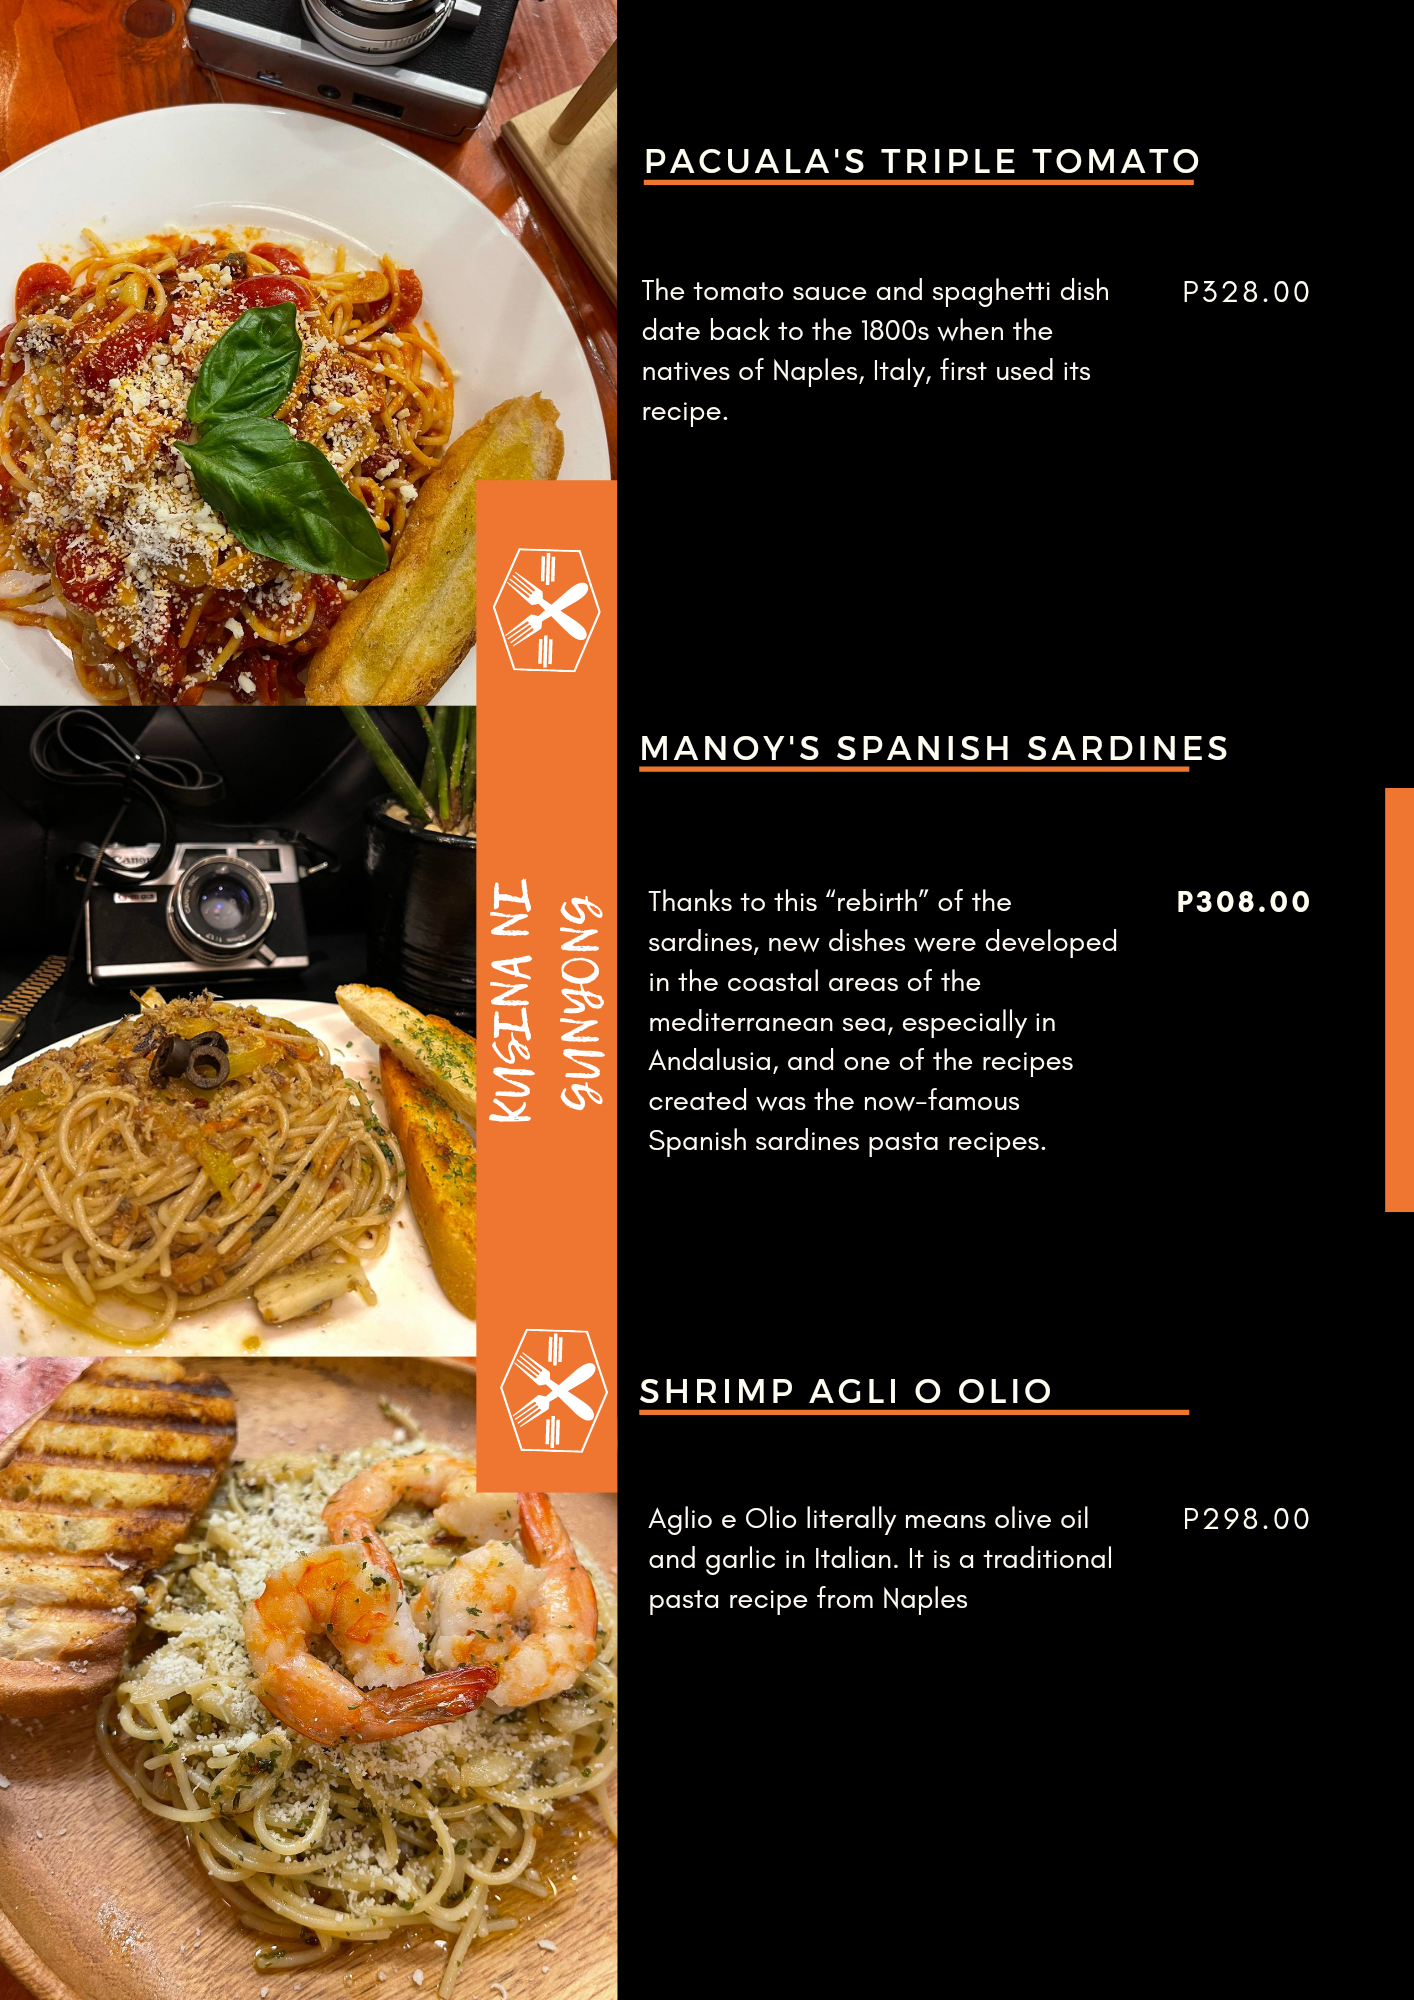 PACUALA'S TRIPLE TOMATO
The tomato sauce and spaghetti dish
date back to the 1800s when the
natives of Naples, Italy, first used its
recipe.
P328.00
MANOY'S SPANISH SARDINES
Thanks to this “rebirth” of the
sardines, new dishes were developed
in the coastal areas of the
mediterranean sea, especially in
Andalusia, and one of the recipes
created was the now-famous
Spanish sardines pasta recipes.
P308.00
SHRIMP AGLI O OLIO
Aglio e Olio literally means olive oil
and garlic in Italian. It is a traditional
pasta recipe from Naples
P298.00
KUSINA NI
GUNYONG
Canon